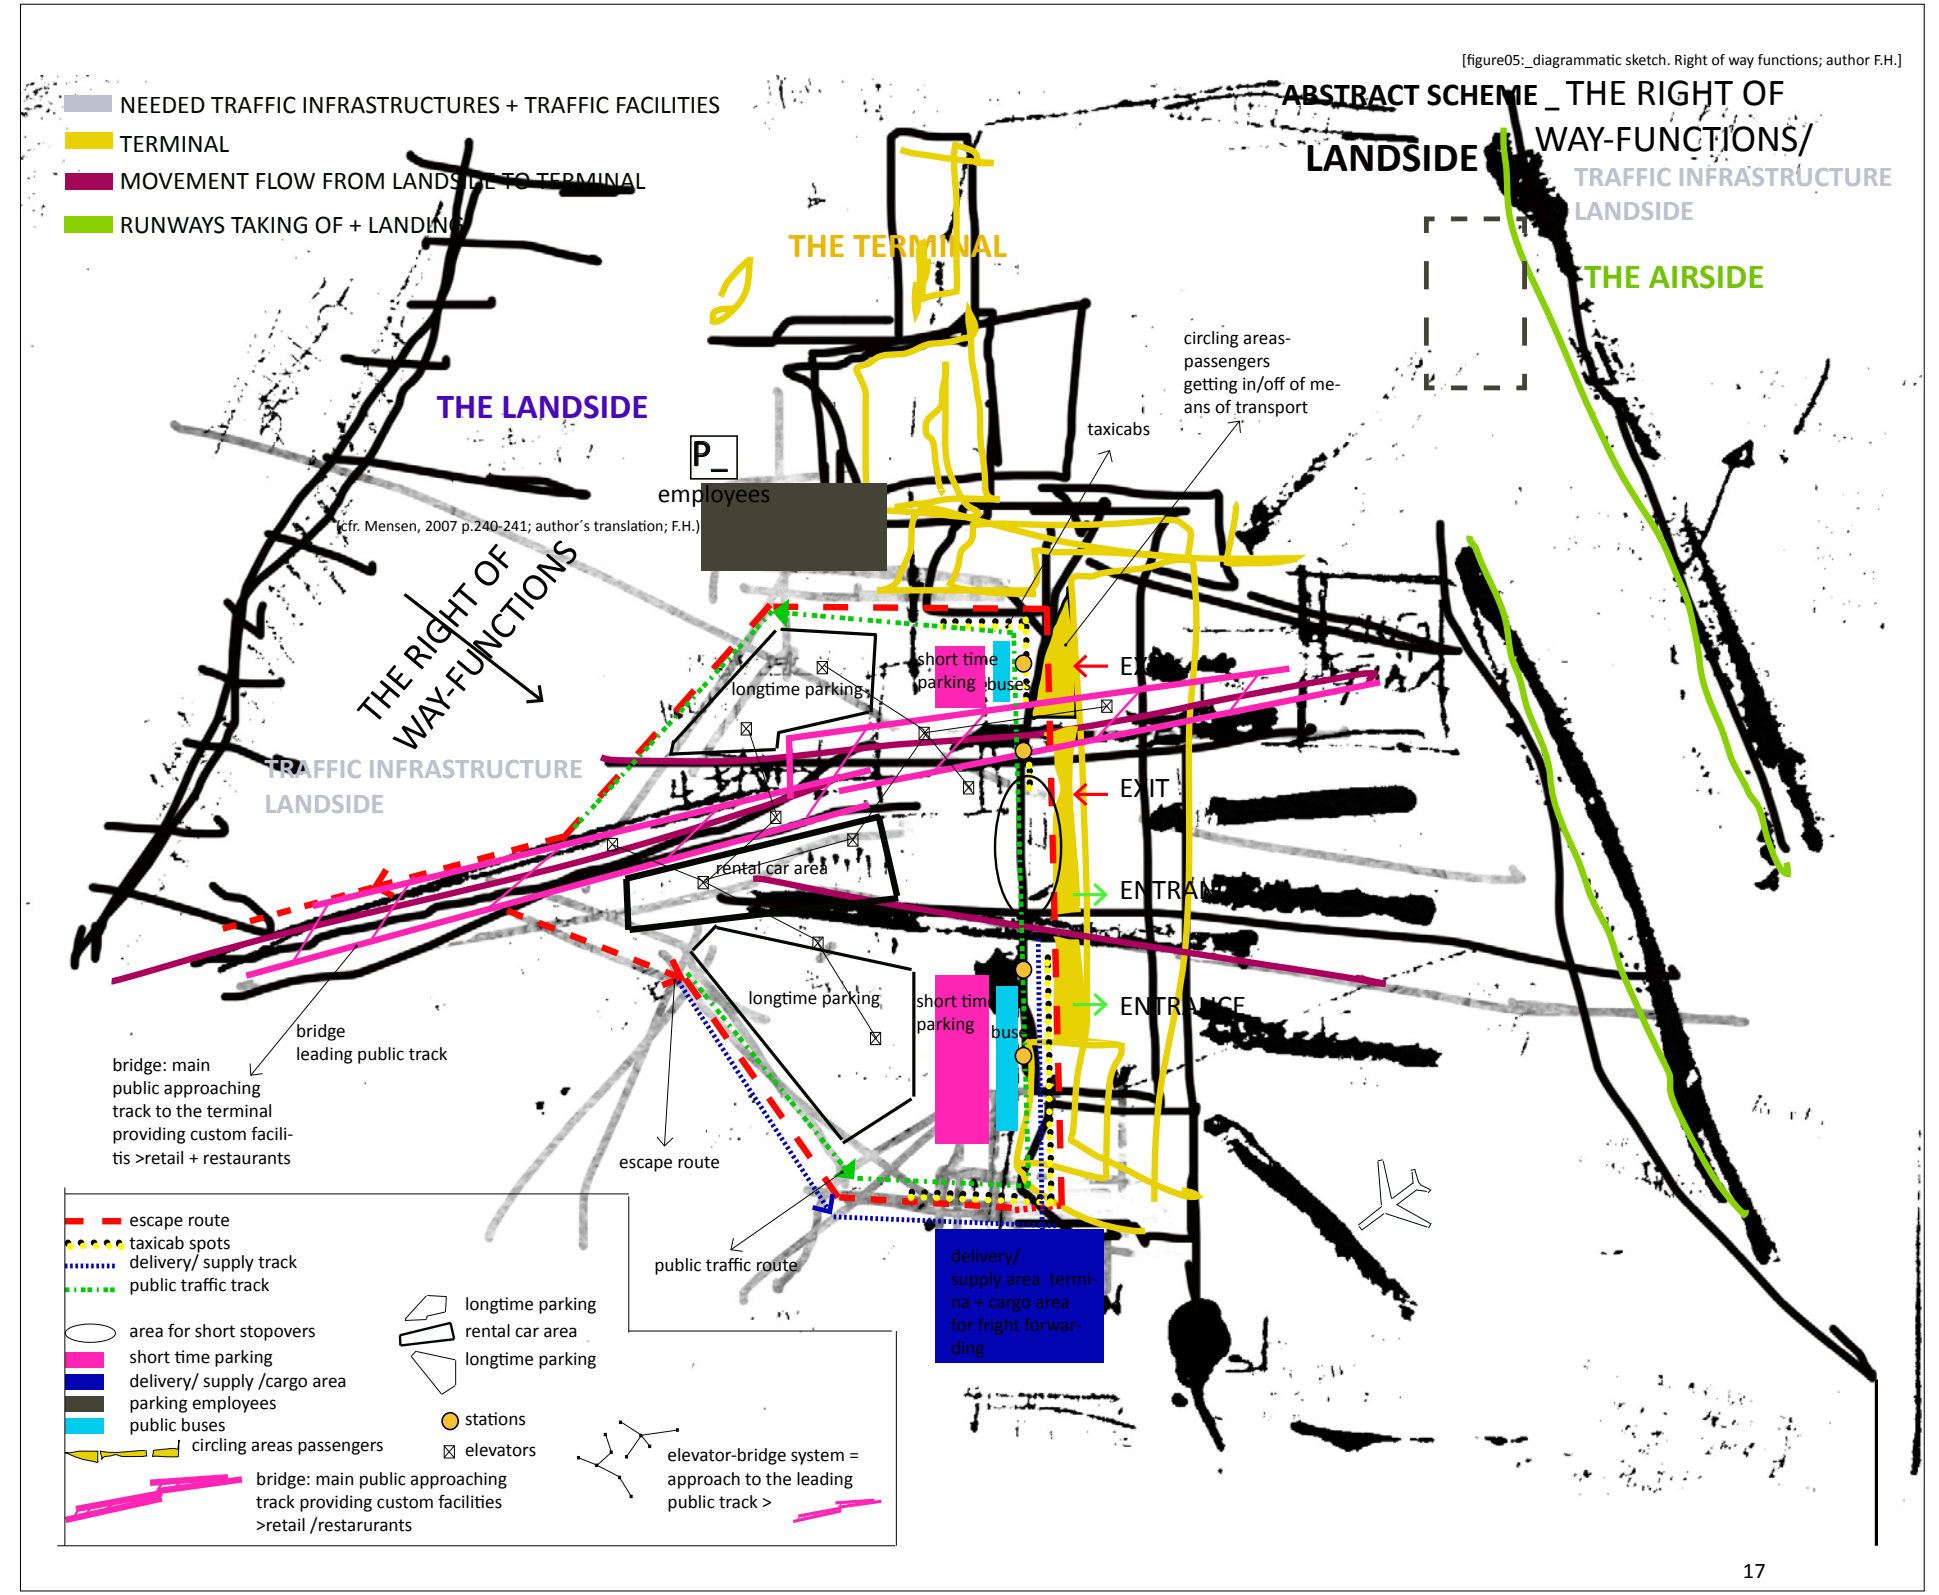 [figure05:_diagrammatic sketch. Right of way functions; author F.H.]
ABSTRACT SCHEME _ THE RIGHT OF
WAY-FUNCTIONS/
LANDSIDE
TRAFFIC INFRASTRUCTURE
LANDSIDE
THE AIRSIDE
NEEDED TRAFFIC INFRASTRUCTURES + TRAFFIC FACILITIES
TERMINAL
MOVEMENT FLOW FROM LANDSIDE TO TERMINAL
RUNWAYS TAKING OF + LANDING
THE TERMINAL
THE LANDSIDE
circling areas-
passengers
getting in/off of me-
ans of transport
taxicabs
P_
employees
(cfr. Mensen, 2007 p.240-241; author´s translation; F.H.)
THE RIGHT OF
WAY-FUNCTIONS
TRAFFIC INFRASTRUCTURE
LANDSIDE
longtime parking
short time
parking
buses
EXIT
EXIT
rental car area
ENTRANCE
longtime parking
short time
parking
buses
ENTRANCE
bridge
leading public track
bridge: main
public approaching
track to the terminal
providing custom facili-
tis >retail + restaurants
escape route
public traffic route
delivery/
supply area termi-
na + cargo area
for fright forwar-
ding
escape route
taxicab spots
delivery/ supply track
public traffic track
area for short stopovers
short time parking
delivery/ supply /cargo area
parking employees
public buses
circling areas passengers
bridge: main public approaching
track providing custom facilities
>retail /restarurants
longtime parking
rental car area
longtime parking
stations
elevators
elevator-bridge system =
approach to the leading
public track >
17